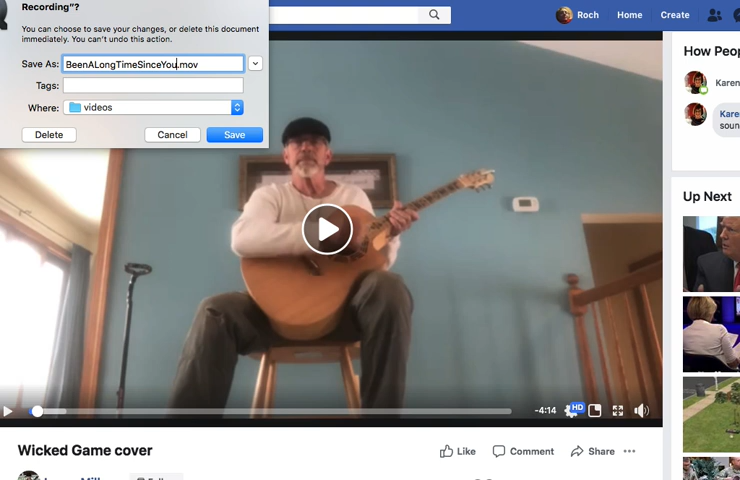 Recording"?
You can choose to save your changes, or delete this document
immediately. You can't undo this action.
Save As: BeenALongTimeSinceYou.mov
Tags:
Where: videos
Delete Cancel Save
Roch Home Create
How Peop
Karen
Kare
soun
Up Next
-4:14 HD
Wicked Game cover
Like Comment Share